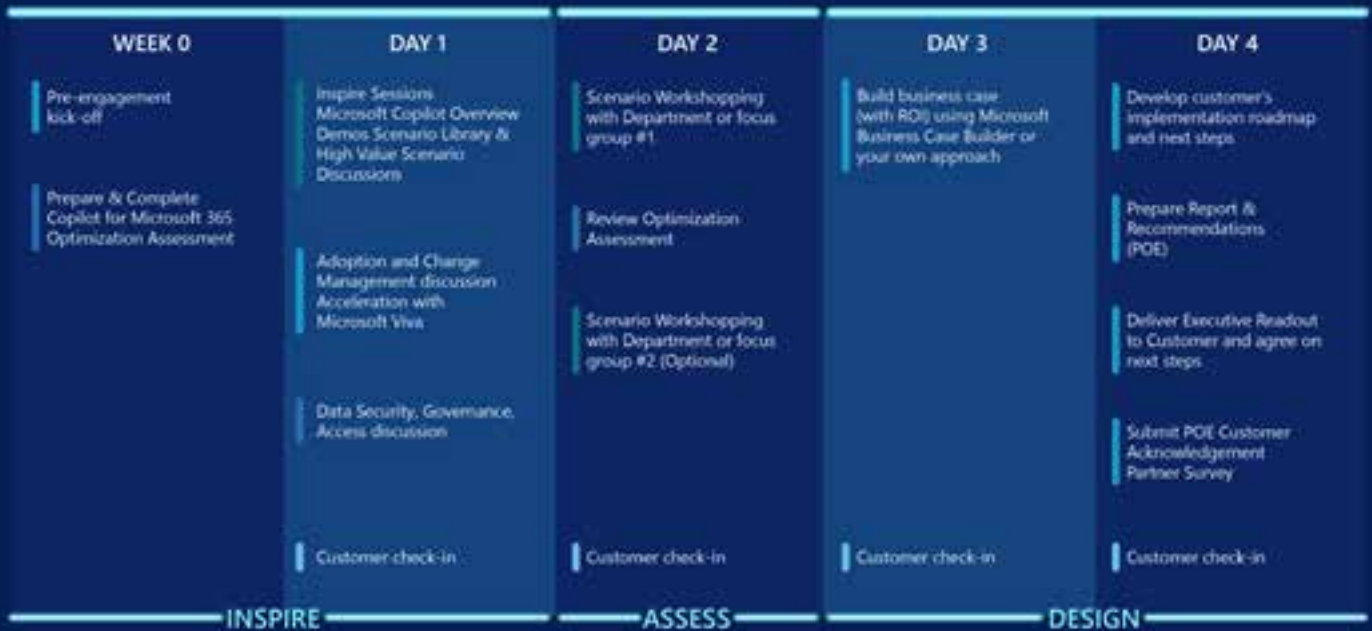 WEEK 0
Pre-engagement
kick-off
Prepare & Complete
Copilot for Microsoft 365
Optimization Assessment
DAY 1
Inspire Sessions
Microsoft Copilot Overview
Demos Scenario Library &
High Value Scenario
Discussions
Adoption and Change
Management discussion
Acceleration with
Microsoft Viva
Data Security, Governance,
Access discussion
Customer check-in
DAY 2
Scenario Workshopping
with Department or focus
group #1
Review Optimization
Assessment
Scenario Workshopping
with Department or focus
group #2 (Optional)
Customer check-in
DAY 3
Build business case
(with ROI) using Microsoft
Business Case Builder or
your own approach
Customer check-in
DAY 4
Develop customer's
implementation roadmap
and next steps
Prepare Report &
Recommendations
(POE)
Deliver Executive Readout
to Customer and agree on
next steps
Submit POE Customer
Acknowledgement
Partner Survey
Customer check-in
INSPIRE
ASSESS
DESIGN